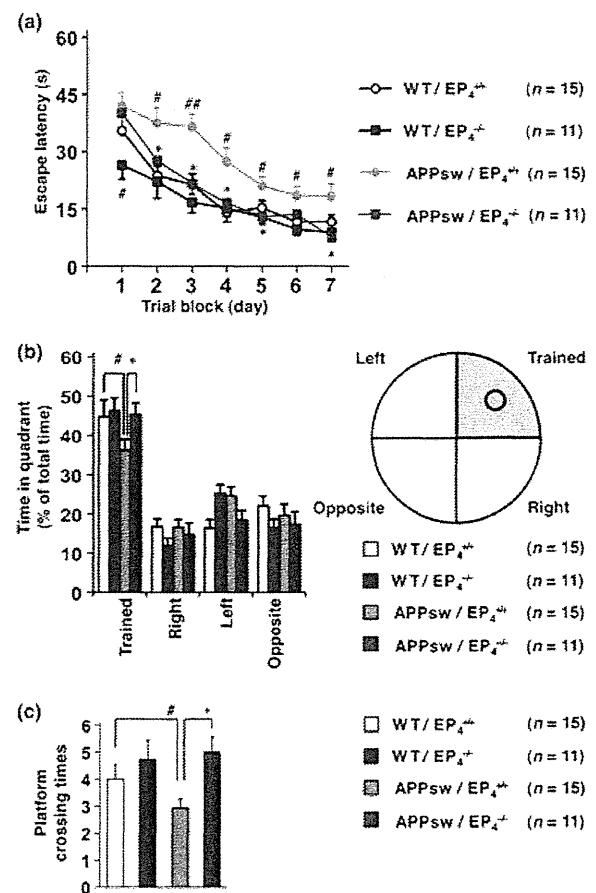 (a)
60
45
30
15
0
Escape latency (s)
# ## # # # #
* * * * *
#
1 2 3 4 5 6 7
Trial block (day)
WT / EP4+/+ (n = 15)
WT / EP4-/- (n = 11)
APPsw / EP4+/+ (n = 15)
APPsw / EP4-/- (n = 11)
(b)
60
50
40
30
20
10
0
Time in quadrant
(% of total time)
# *
Trained
Right
Left
Opposite
Left
Trained
Opposite
Right
WT / EP4+/+ (n = 15)
WT / EP4-/- (n = 11)
APPsw / EP4+/+ (n = 15)
APPsw / EP4-/- (n = 11)
(c)
6
5
4
3
2
1
0
Platform
crossing times
# *
WT / EP4+/+ (n = 15)
WT / EP4-/- (n = 11)
APPsw / EP4+/+ (n = 15)
APPsw / EP4-/- (n = 11)